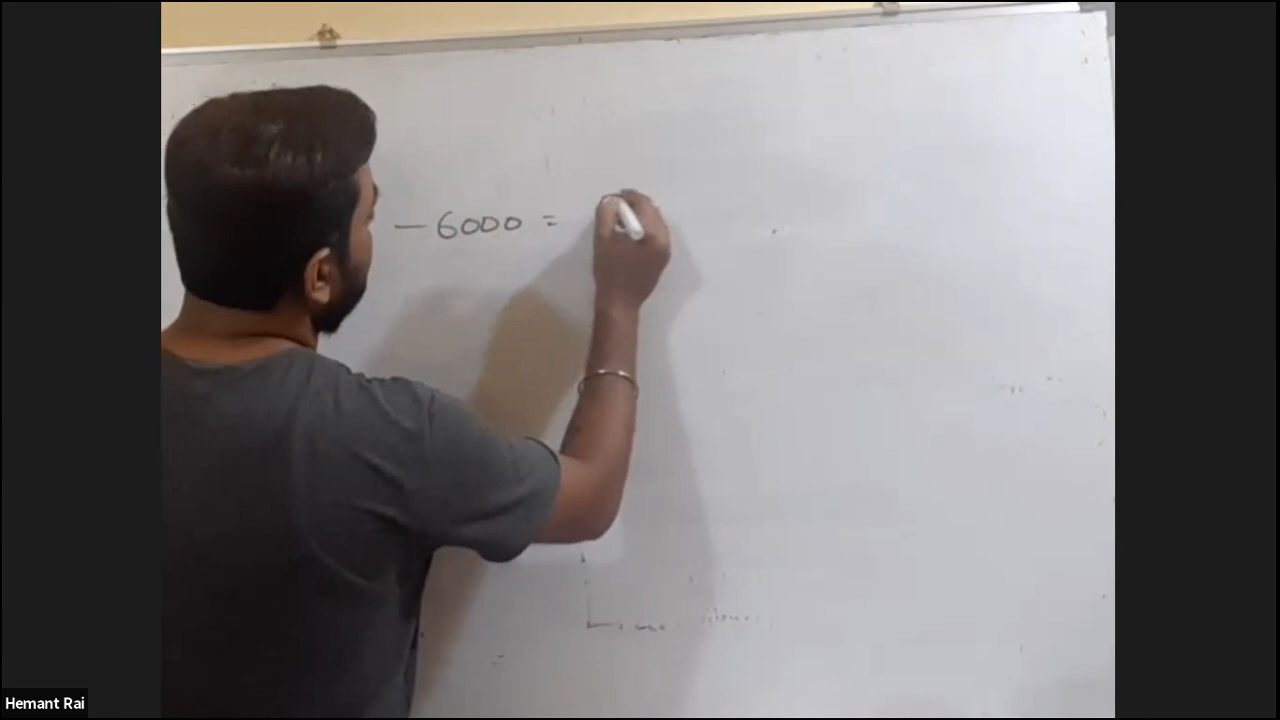 — 6000 =
Hemant Rai